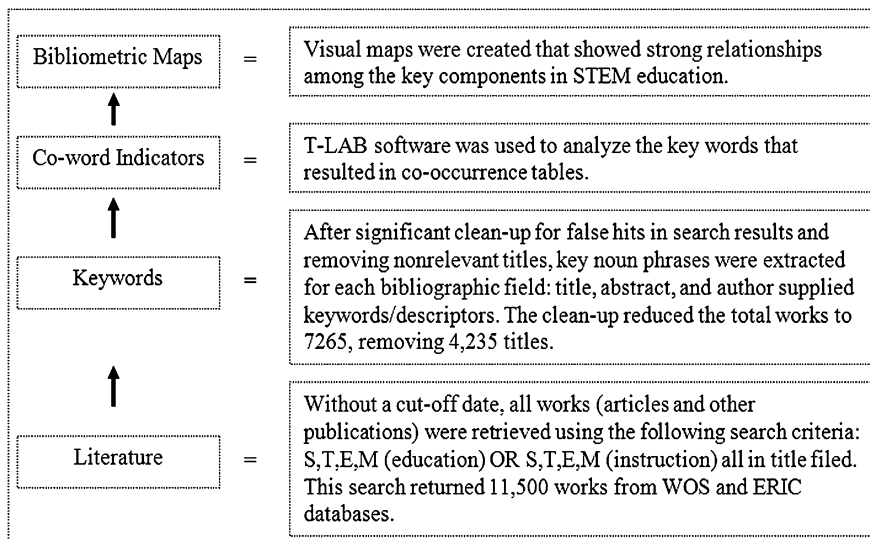 Bibliometric Maps
=
Visual maps were created that showed strong relationships
among the key components in STEM education.
Co-word Indicators
=
T-LAB software was used to analyze the key words that
resulted in co-occurrence tables.
Keywords
=
After significant clean-up for false hits in search results and
removing nonrelevant titles, key noun phrases were extracted
for each bibliographic field: title, abstract, and author supplied
keywords/descriptors. The clean-up reduced the total works to
7265, removing 4,235 titles.
Literature
=
Without a cut-off date, all works (articles and other
publications) were retrieved using the following search criteria:
S,T,E,M (education) OR S,T,E,M (instruction) all in title filed.
This search returned 11,500 works from WOS and ERIC
databases.